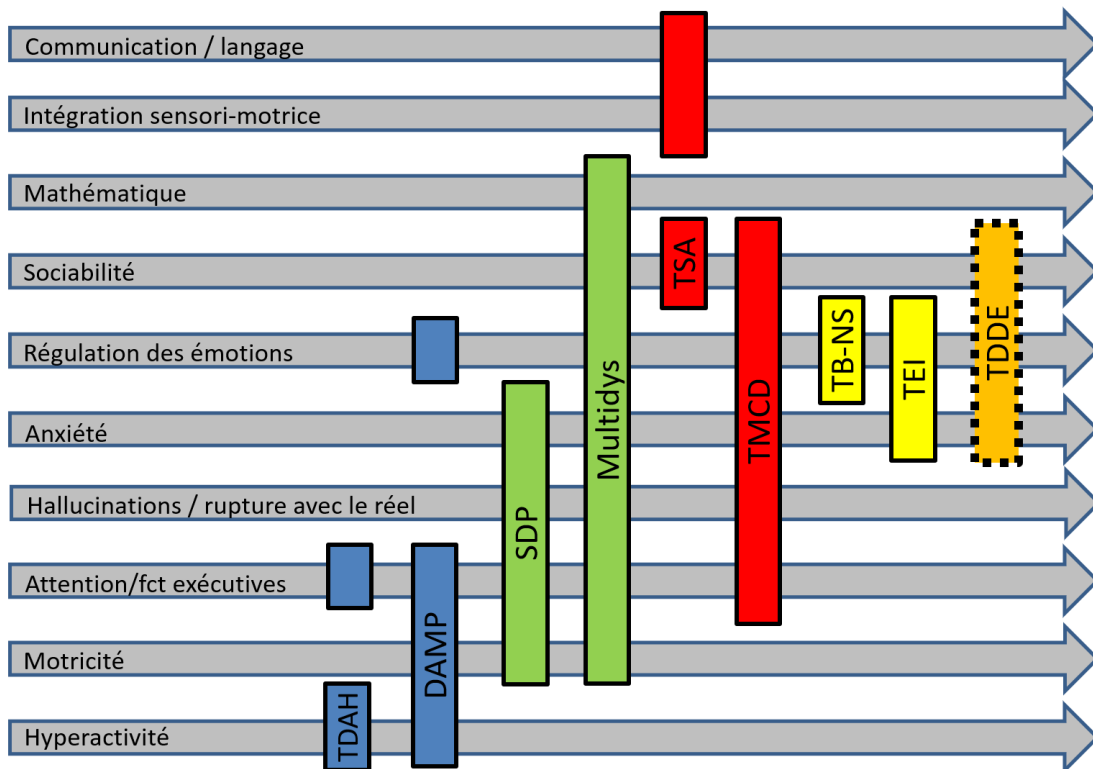 Communication / langage
Intégration sensori-motrice
Mathématique
Sociabilité
Régulation des émotions
Anxiété
Hallucinations / rupture avec le réel
Attention/fct exécutives
Motricité
Hyperactivité
TDAH
DAMP
SDP
Multidys
TSA
TMCD
TB-NS
TEI
TDDE